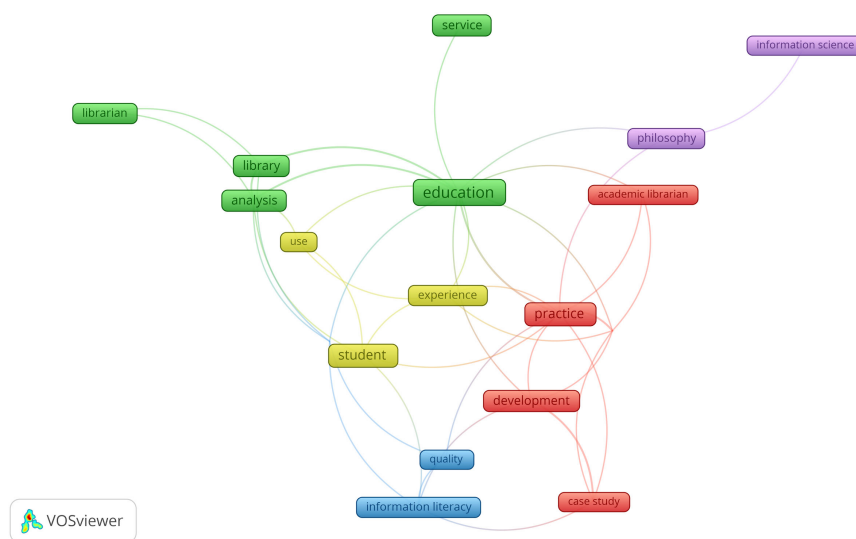 service
information science
librarian
philosophy
library
education
academic librarian
analysis
use
experience
practice
student
development
quality
case study
information literacy
VOSviewer